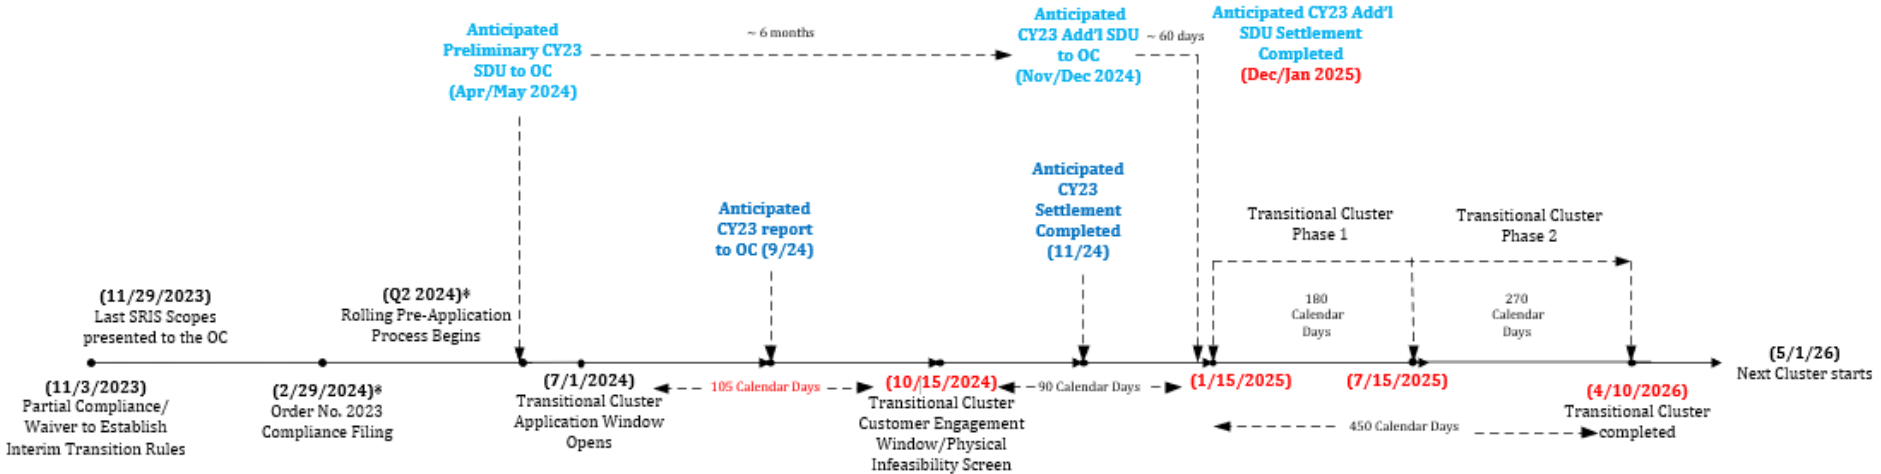 Anticipated
Preliminary CY23
SDU to OC
(Apr/May 2024)
~ 6 months
Anticipated
CY23 Add'l SDU
to OC
(Nov/Dec 2024)
~ 60 days
Anticipated CY23 Add'l
SDU Settlement
Completed
(Dec/Jan 2025)
Anticipated
CY23 report
to OC (9/24)
Anticipated
CY23
Settlement
Completed
(11/24)
Transitional Cluster
Phase 1
Transitional Cluster
Phase 2
(11/29/2023)
Last SRIS Scopes
presented to the OC
(Q2 2024)*
Rolling Pre-Application
Process Begins
180
Calendar
Days
270
Calendar
Days
(11/3/2023)
Partial Compliance/
Waiver to Establish
Interim Transition Rules
(2/29/2024)*
Order No. 2023
Compliance Filing
(7/1/2024)
Transitional Cluster
Application Window
Opens
105 Calendar Days
(10/15/2024)
Transitional Cluster
Customer Engagement
Window/Physical
Infeasibility Screen
90 Calendar Days
(1/15/2025)
(7/15/2025)
450 Calendar Days
(4/10/2026)
Transitional Cluster
completed
(5/1/26)
Next Cluster starts